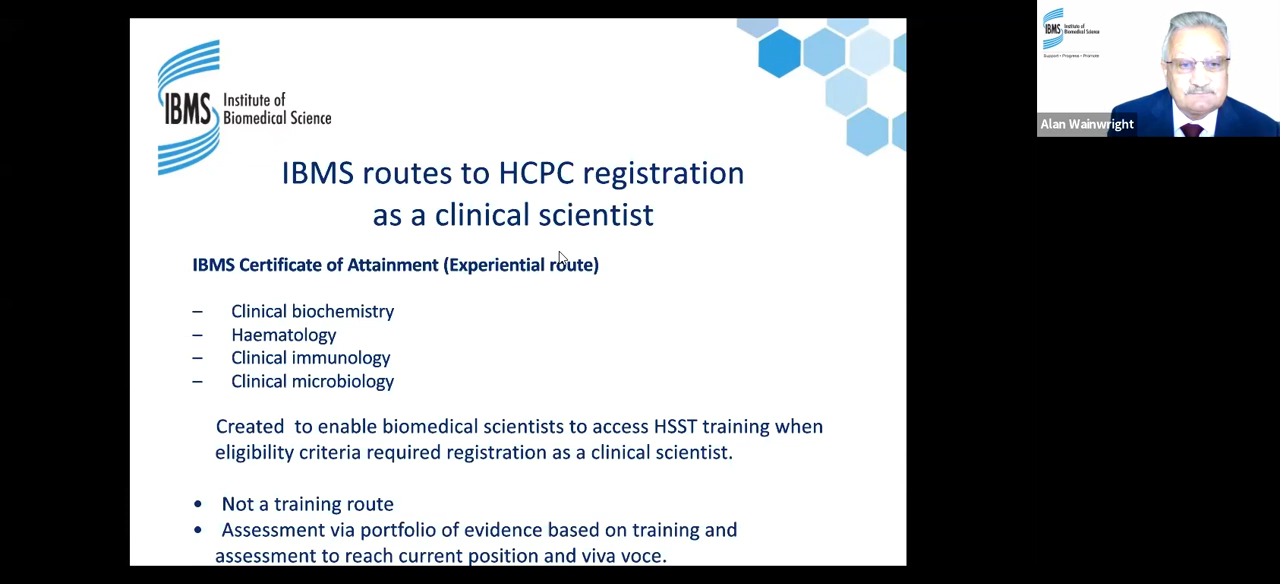 IBMS
Institute of
Biomedical Science
IBMS routes to HCPC registration
as a clinical scientist
IBMS Certificate of Attainment (Experiential route)
– Clinical biochemistry
– Haematology
– Clinical immunology
– Clinical microbiology
Created to enable biomedical scientists to access HSST training when
eligibility criteria required registration as a clinical scientist.
• Not a training route
• Assessment via portfolio of evidence based on training and
assessment to reach current position and viva voce.
IBMS
Institute of
Biomedical Science
Support • Progress • Promote
Alan Wainwright